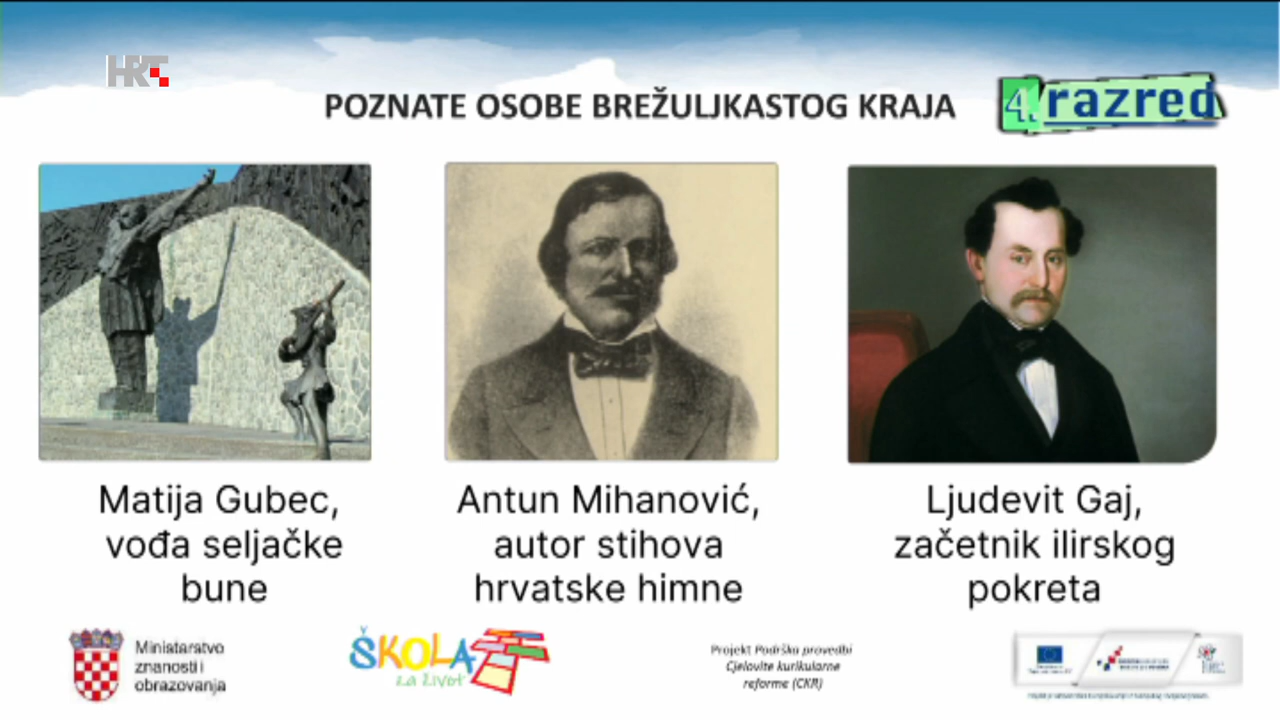 HRT
POZNATE OSOBE BREŽULJKASTOG KRAJA
4. razred
Matija Gubec,
vođa seljačke
bune
Antun Mihanović,
autor stihova
hrvatske himne
Ljudevit Gaj,
začetnik ilirskog
pokreta
Ministarstvo
znanosti i
obrazovanja
ŠKOLA
za život
Projekt Podrška provedbi
Cjelovite kurikularne
reforme (CKR)